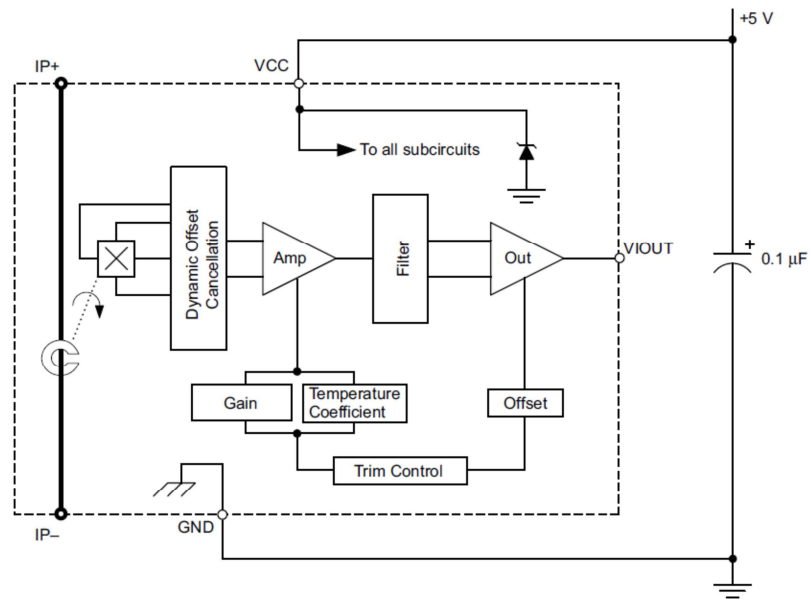 +5 V
IP+
VCC
To all subcircuits
Dynamic Offset
Cancellation
Amp
Filter
Out
VIOUT
+
0.1 µF
Gain
Temperature
Coefficient
Offset
Trim Control
IP–
GND